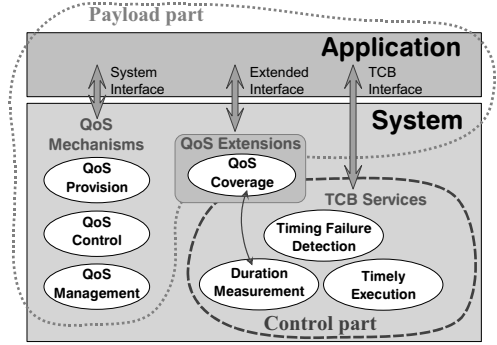 Payload part
Application
System
Interface
Extended
Interface
TCB
Interface
System
QoS
Mechanisms
QoS
Provision
QoS
Control
QoS
Management
QoS Extensions
QoS
Coverage
TCB Services
Timing Failure
Detection
Duration
Measurement
Timely
Execution
Control part